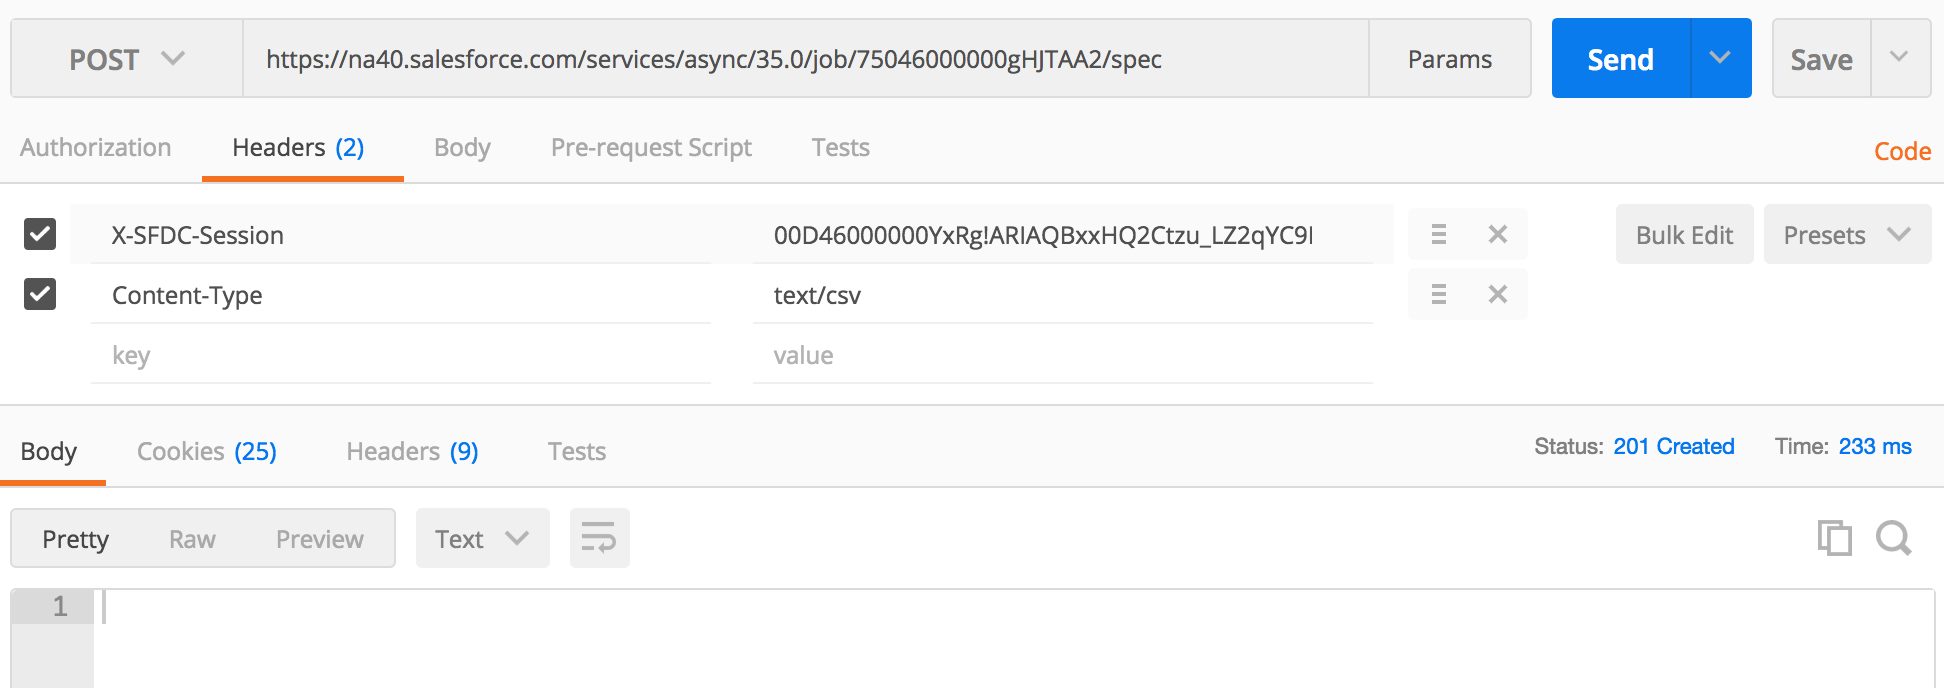 POST https://na40.salesforce.com/services/async/35.0/job/75046000000gHJTAA2/spec Params Send Save
Authorization Headers (2) Body Pre-request Script Tests Code
X-SFDC-Session 00D46000000YxRg!ARIAQBxxHQ2Ctzu_LZ2qYC9I Bulk Edit Presets
Content-Type text/csv
key value
Body Cookies (25) Headers (9) Tests Status: 201 Created Time: 233 ms
Pretty Raw Preview Text
1